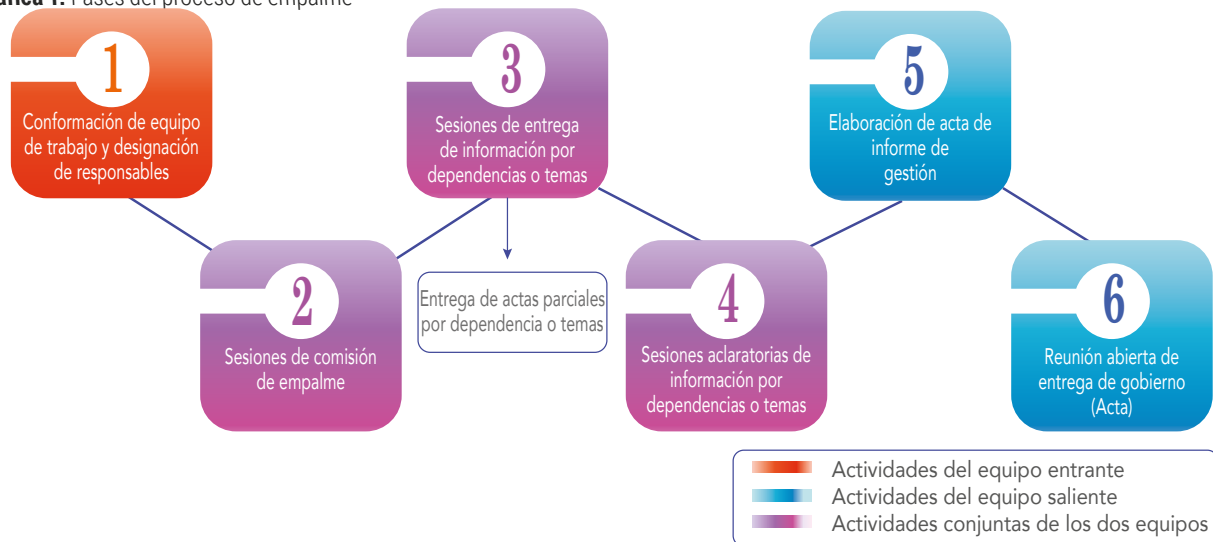 1. Fases del proceso de empalme
1
Conformación de equipo
de trabajo y designación
de responsables
2
Sesiones de comisión
de empalme
3
Sesiones de entrega
de información por
dependencias o temas
Entrega de actas parciales
por dependencia o temas
4
Sesiones aclaratorias de
información por
dependencias o temas
5
Elaboración de acta de
informe de
gestión
6
Reunión abierta de
entrega de gobierno
(Acta)
Actividades del equipo entrante
Actividades del equipo saliente
Actividades conjuntas de los dos equipos